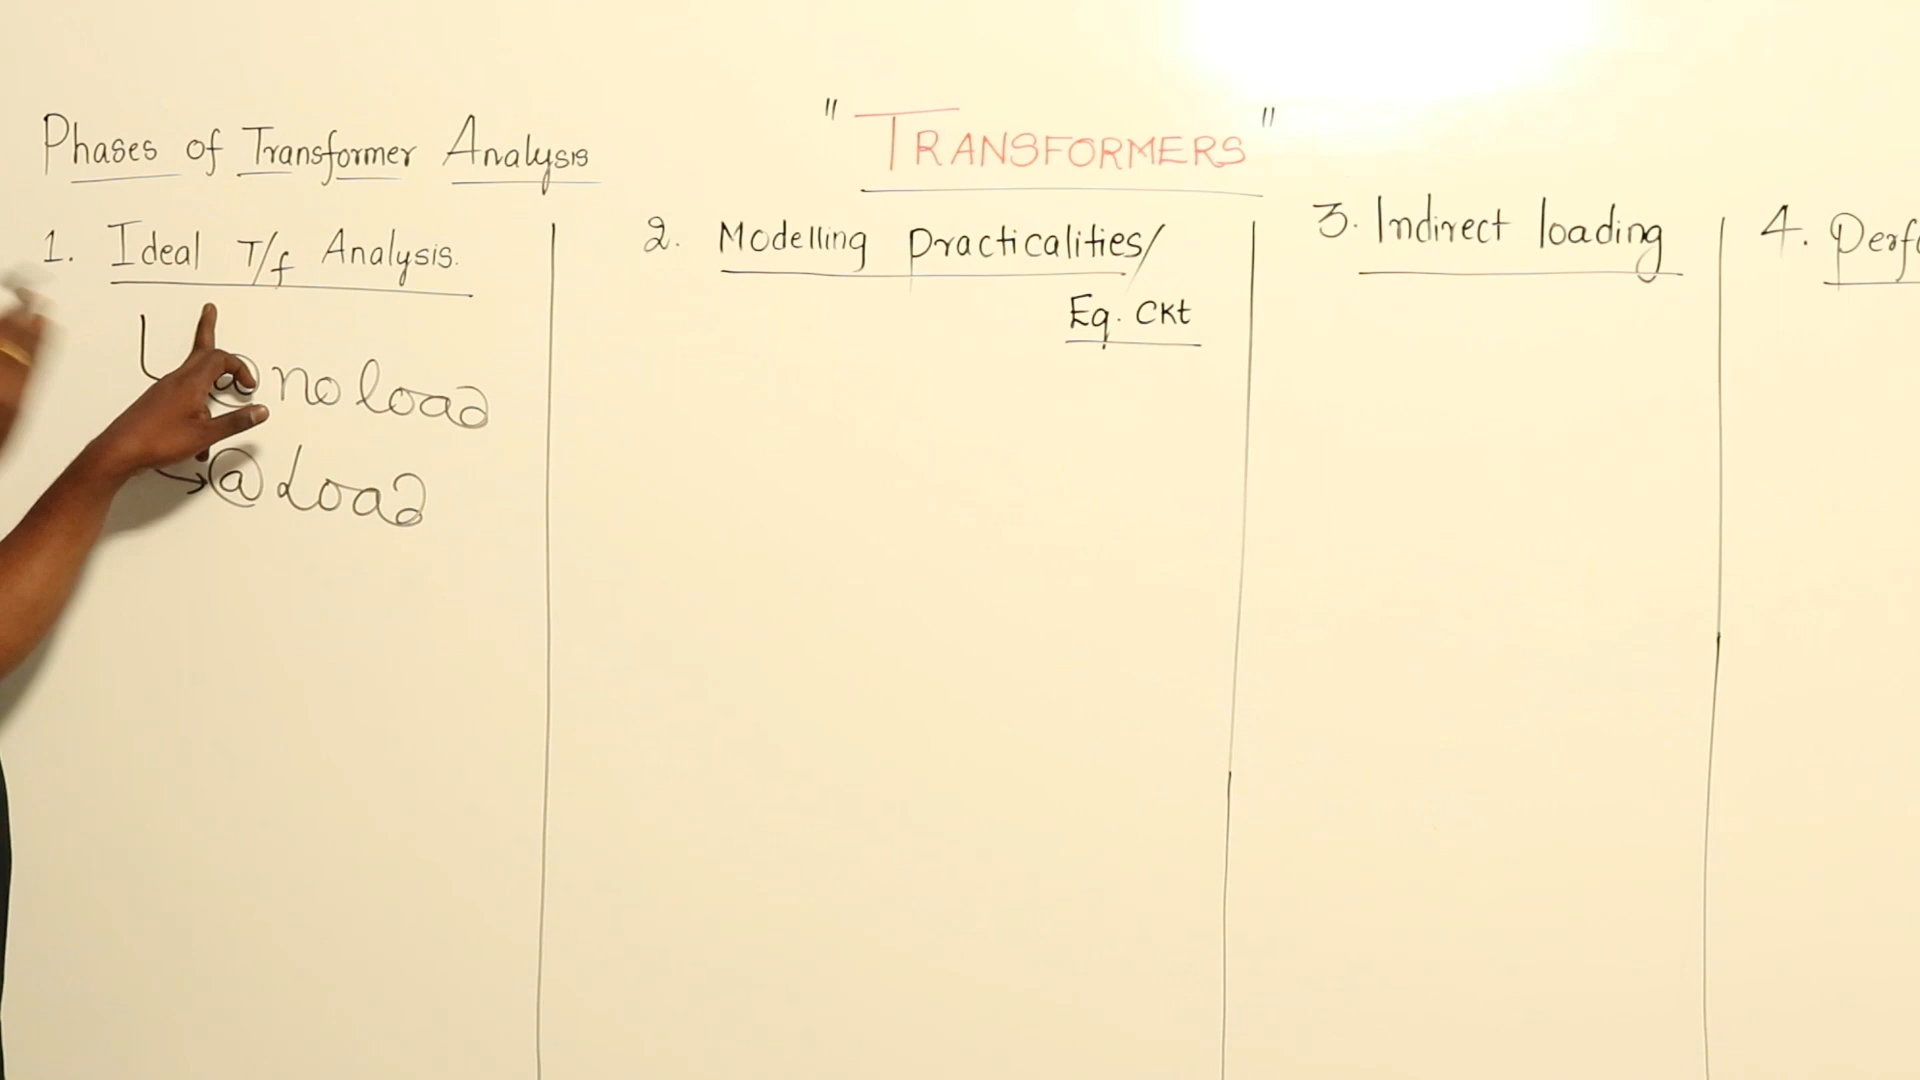 Phases of Transformer Analysis
" TRANSFORMERS "
1. Ideal T/f Analysis.
@ no load
@ Load
2. Modelling Practicalities/
Eq. Ckt
3. Indirect loading
4.